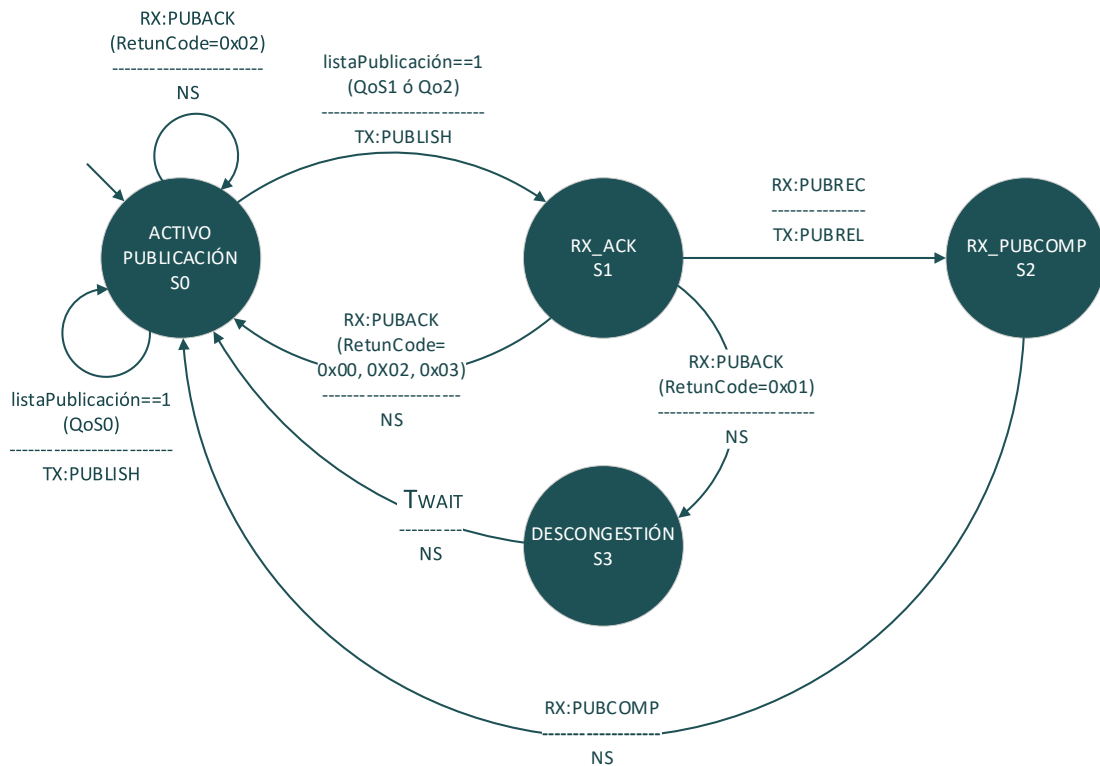 RX:PUBACK
(RetunCode=0x02)
------------------------
NS
listaPublicación==1
(QoS1 ó Qo2)
--------------------------
TX:PUBLISH
ACTIVO
PUBLICACIÓN
S0
RX_ACK
S1
RX:PUBREC
---------------
TX:PUBREL
RX_PUBCOMP
S2
listaPublicación==1
(QoS0)
--------------------------
TX:PUBLISH
RX:PUBACK
(RetunCode=
0x00, 0X02, 0x03)
----------------------
NS
RX:PUBACK
(RetunCode=0x01)
-------------------------
NS
TWAIT
----------
NS
DESCONGESTIÓN
S3
RX:PUBCOMP
-------------------
NS